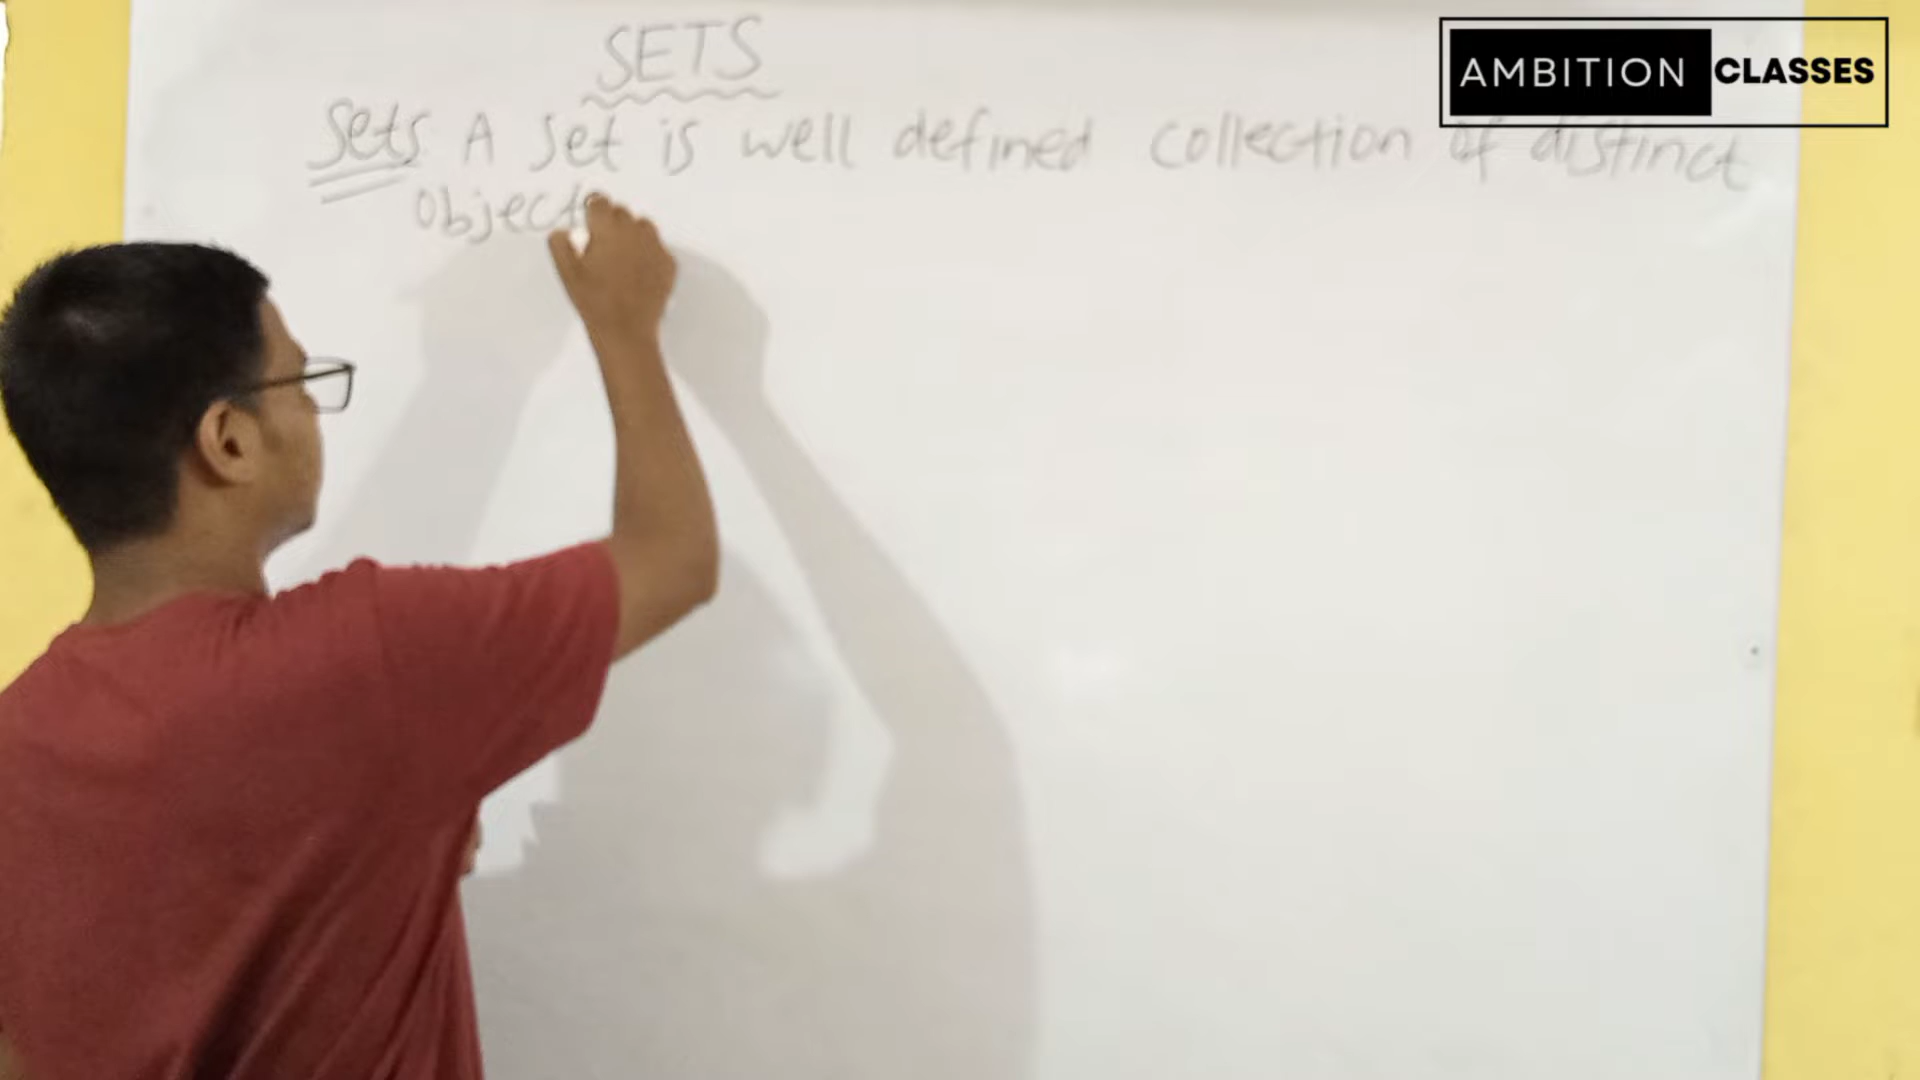 SETS
AMBITION CLASSES
Sets A set is well defined collection of distinct
objects